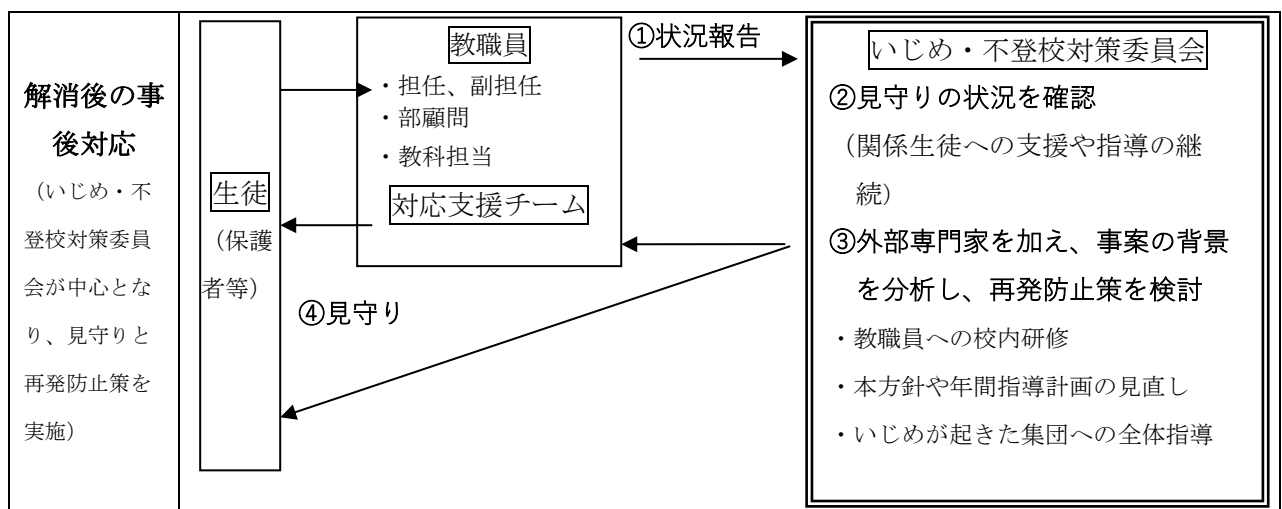 解消後の事
後対応
（いじめ・不
登校対策委員
会が中心とな
り、見守りと
再発防止策を
実施）
生徒
（保護
者等）
教職員
・担任、副担任
・部顧問
・教科担当
対応支援チーム
①状況報告
④見守り
いじめ・不登校対策委員会
②見守りの状況を確認
（関係生徒への支援や指導の継
続）
③外部専門家を加え、事案の背景
を分析し、再発防止策を検討
・教職員への校内研修
・本方針や年間指導計画の見直し
・いじめが起きた集団への全体指導